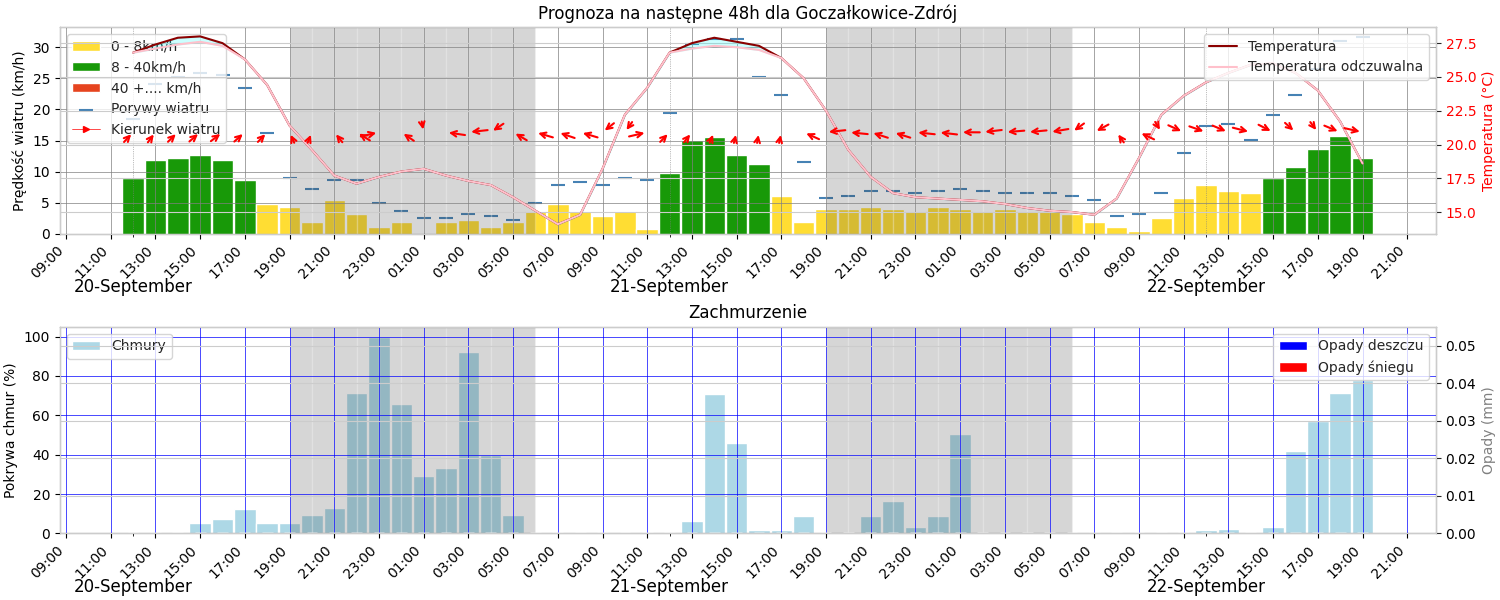 Prognoza na następne 48h dla Goczałkowice-Zdrój
Prędkość wiatru (km/h)
30
25
20
15
10
5
0
0 - 8km/h
8 - 40km/h
40 +.... km/h
Porywy wiatru
Kierunek wiatru
Temperatura
Temperatura odczuwalna
27.5
25.0
22.5
20.0
17.5
15.0
Temperatura (°C)
09:00 11:00 13:00 15:00 17:00 19:00 21:00 23:00 01:00 03:00 05:00 07:00 09:00 11:00 13:00 15:00 17:00 19:00 21:00 23:00 01:00 03:00 05:00 07:00 09:00 11:00 13:00 15:00 17:00 19:00 21:00
20-September 21-September 22-September
Zachmurzenie
Pokrywa chmur (%)
100
80
60
40
20
0
Chmury
Opady deszczu
Opady śniegu
0.05
0.04
0.03
0.02
0.01
0.00
Opady (mm)
09:00 11:00 13:00 15:00 17:00 19:00 21:00 23:00 01:00 03:00 05:00 07:00 09:00 11:00 13:00 15:00 17:00 19:00 21:00 23:00 01:00 03:00 05:00 07:00 09:00 11:00 13:00 15:00 17:00 19:00 21:00
20-September 21-September 22-September